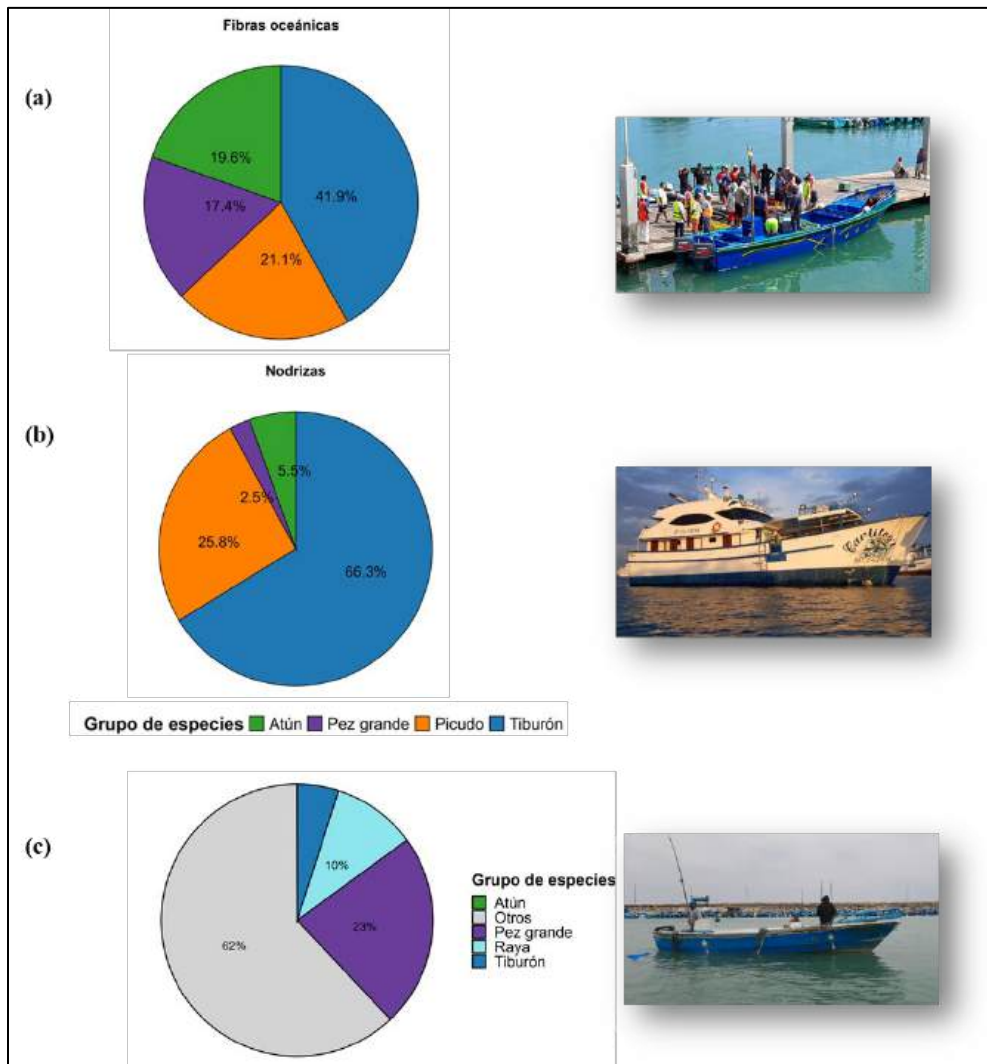 Fibras oceánicas
(a)
19.6%
41.9%
17.4%
21.1%
Nodrizas
(b)
5.5%
2.5%
25.8%
66.3%
Carlitos
Grupo de especies Atún Pez grande Picudo Tiburón
(c)
10%
23%
62%
Grupo de especies
Atún
Otros
Pez grande
Raya
Tiburón